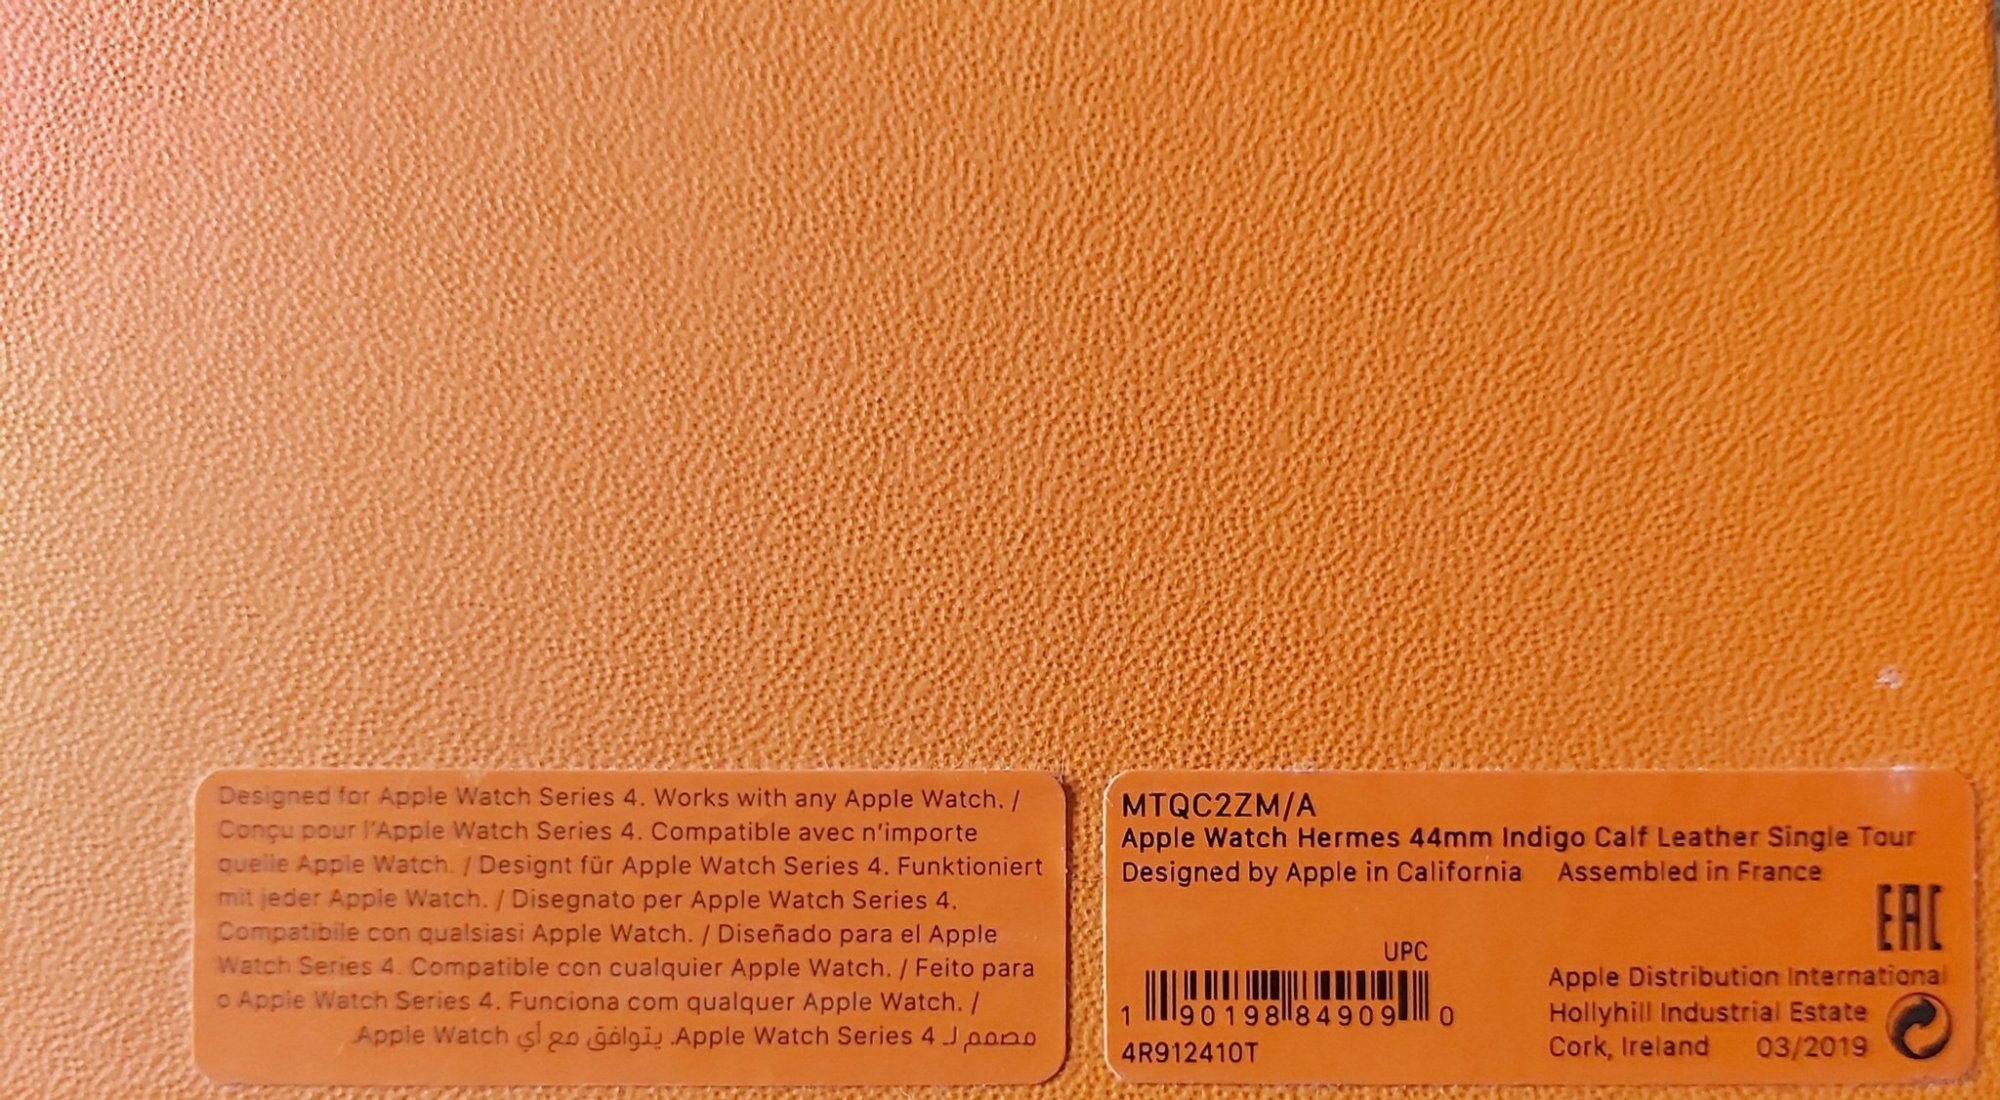 Designed for Apple Watch Series 4. Works with any Apple Watch. /
Conçu pour l'Apple Watch Series 4. Compatible avec n'importe
quelle Apple Watch. / Designt für Apple Watch Series 4. Funktioniert
mit jeder Apple Watch. / Disegnato per Apple Watch Series 4.
Compatibile con qualsiasi Apple Watch. / Diseñado para el Apple
Watch Series 4. Compatible con cualquier Apple Watch. / Feito para
o Apple Watch Series 4. Funciona com qualquer Apple Watch. /
مصمم لـ Apple Watch Series 4. يتوافق مع أي Apple Watch.
MTQC2ZM/A
Apple Watch Hermes 44mm Indigo Calf Leather Single Tour
Designed by Apple in California Assembled in France
EAC
UPC
1 90198 84909 0
4R912410T
Apple Distribution International
Hollyhill Industrial Estate
Cork, Ireland 03/2019